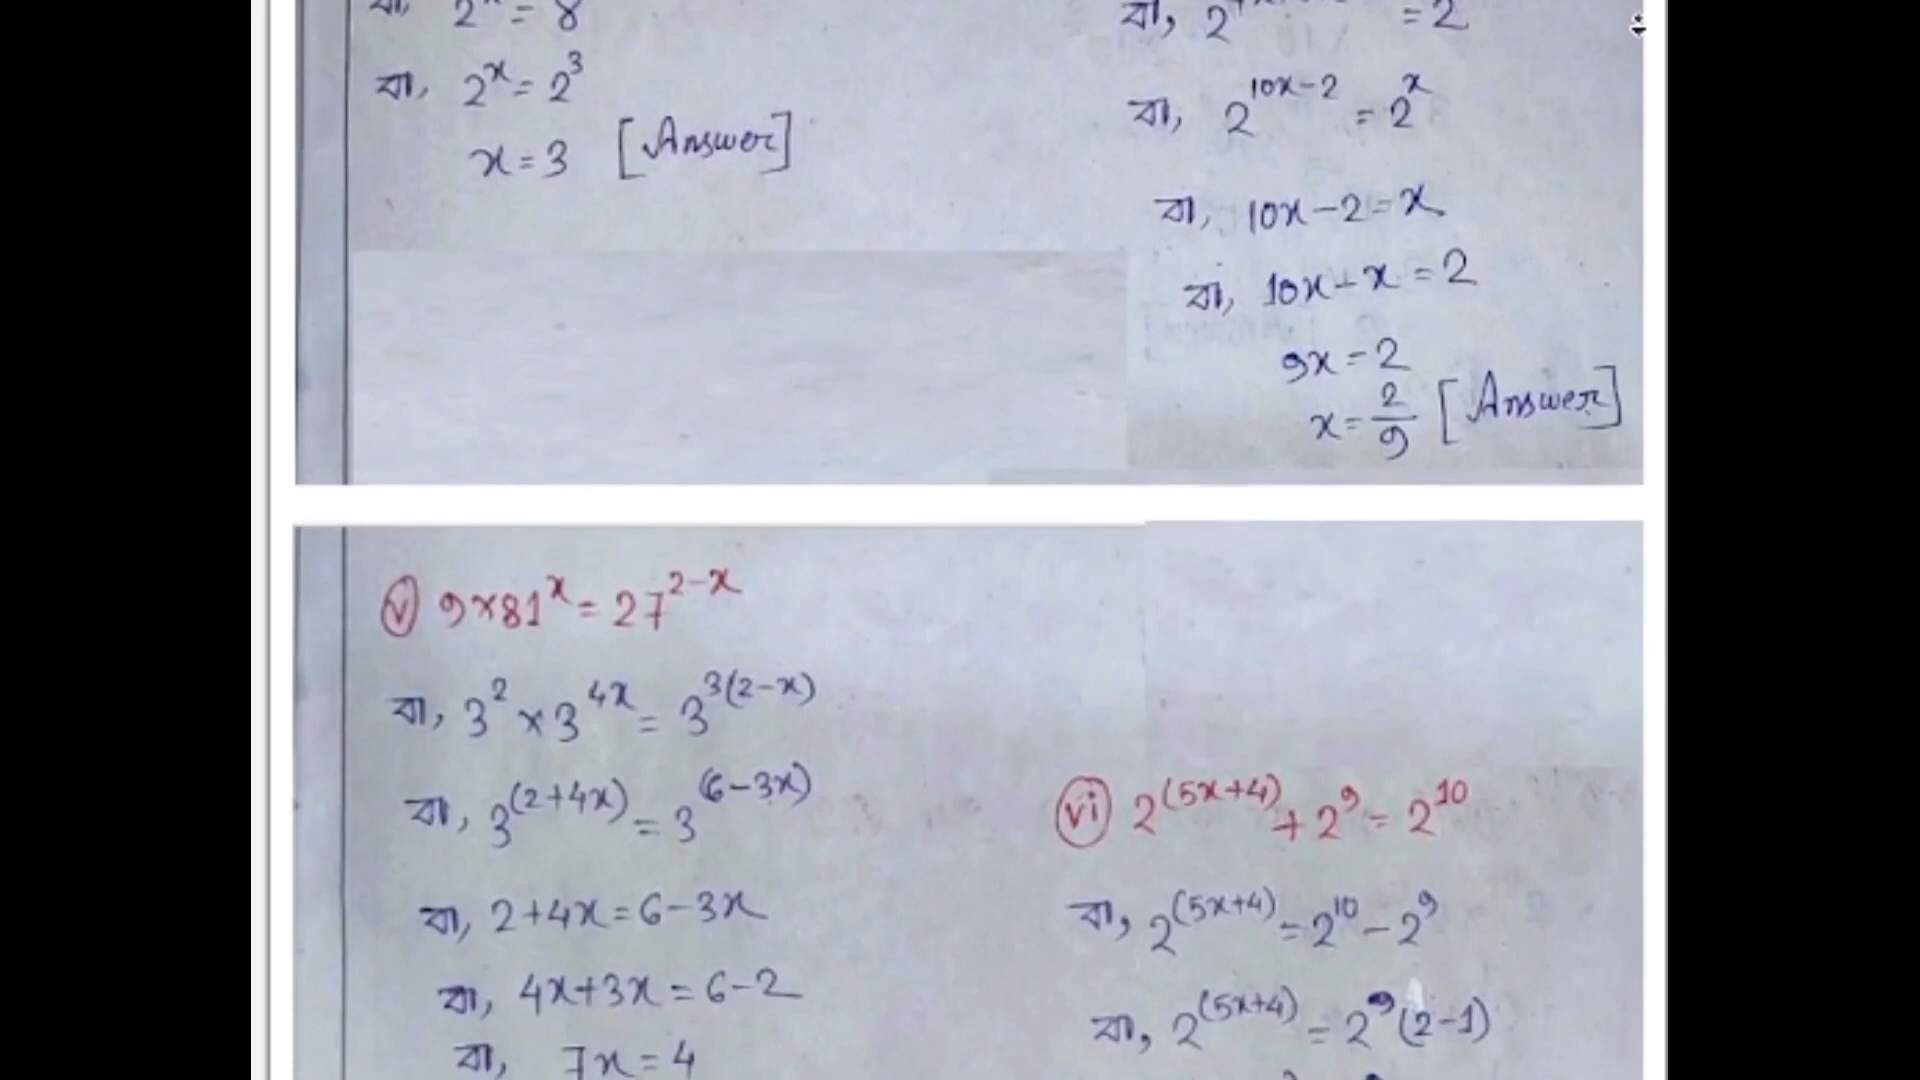 বা, 2^x = 8
বা, 2^x = 2^3
x = 3 [Answer]
= 2
বা, 2^{10x-2} = 2^x
বা, 10x-2 = x
বা, 10x-x = 2
9x = 2
x = 2/9 [Answer]
(v) 9×81^x = 27^{2-x}
বা, 3^2 × 3^{4x} = 3^{3(2-x)}
বা, 3^{(2+4x)} = 3^{(6-3x)}
বা, 2+4x = 6-3x
বা, 4x+3x = 6-2
বা, 7x = 4
(vi) 2^{(5x+4)} + 2^9 = 2^{10}
বা, 2^{(5x+4)} = 2^{10} - 2^9
বা, 2^{(5x+4)} = 2^9 (2-1)